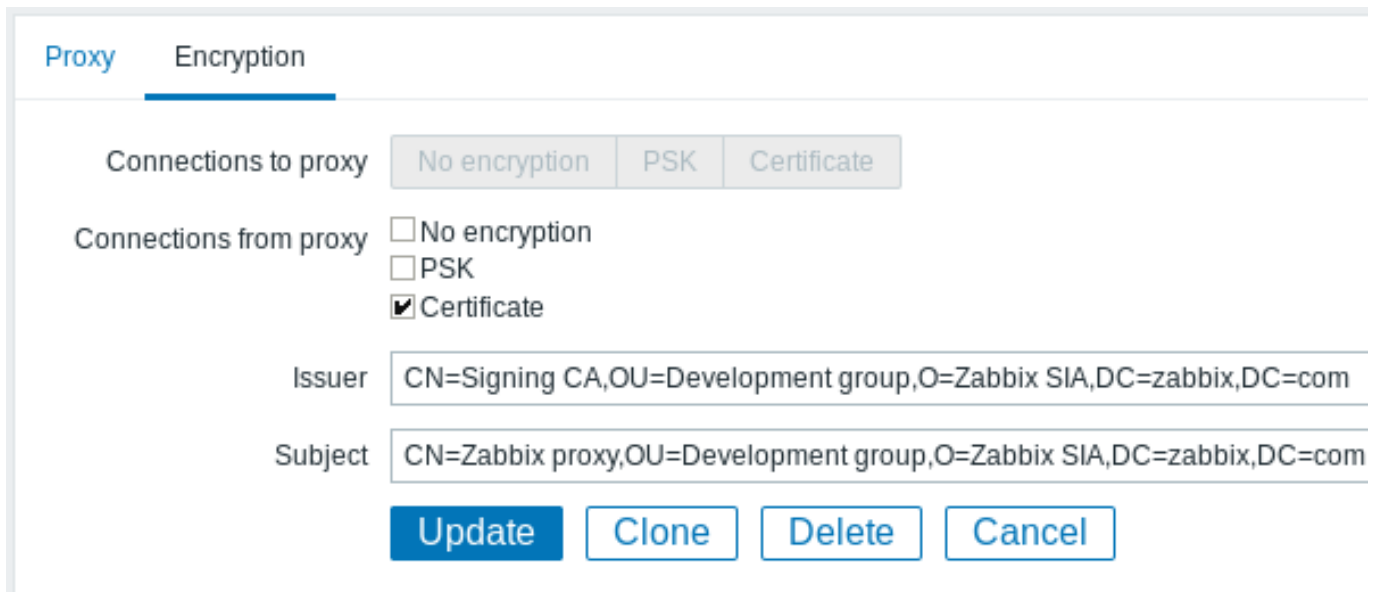 Proxy Encryption
Connections to proxy No encryption PSK Certificate
Connections from proxy No encryption
PSK
Certificate
Issuer CN=Signing CA,OU=Development group,O=Zabbix SIA,DC=zabbix,DC=com
Subject CN=Zabbix proxy,OU=Development group,O=Zabbix SIA,DC=zabbix,DC=com
Update Clone Delete Cancel